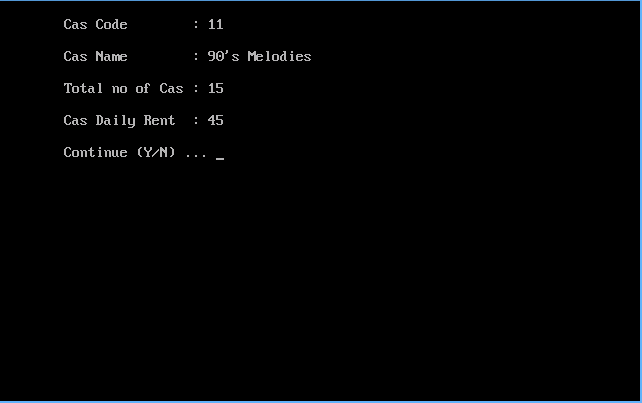 Cas Code : 11
Cas Name : 90's Melodies
Total no of Cas : 15
Cas Daily Rent : 45
Continue (Y/N) ... _